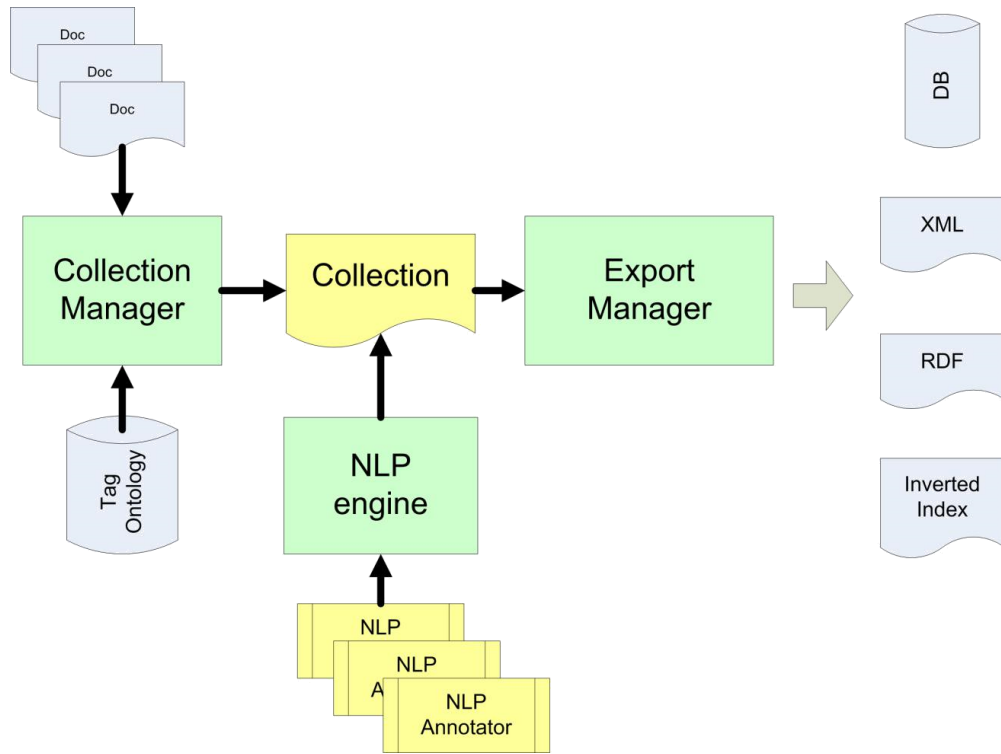 Doc
Doc
Doc
DB
Collection
Manager
Collection
Export
Manager
XML
RDF
Tag
Ontology
NLP
engine
Inverted
Index
NLP
NLP
A
NLP
Annotator